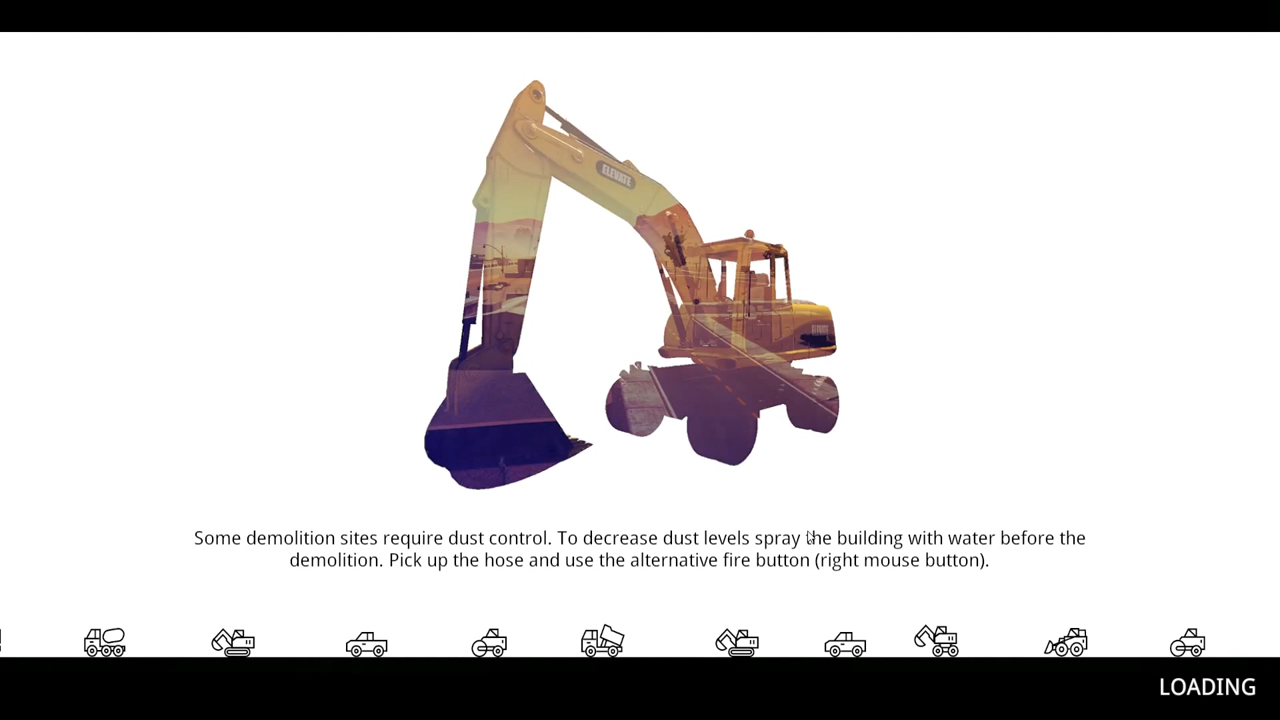 ELEVATE
Some demolition sites require dust control. To decrease dust levels spray the building with water before the
demolition. Pick up the hose and use the alternative fire button (right mouse button).
LOADING